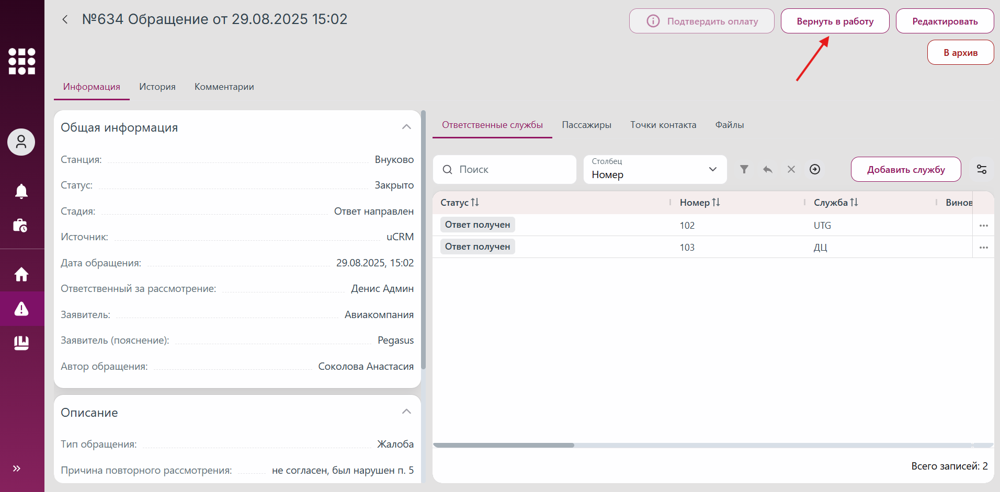 №634 Обращение от 29.08.2025 15:02
Подтвердить оплату
Вернуть в работу
Редактировать
В архив
Информация
История
Комментарии
Общая информация
Станция: Внуково
Статус: Закрыто
Стадия: Ответ направлен
Источник: uCRM
Дата обращения: 29.08.2025, 15:02
Ответственный за рассмотрение: Денис Админ
Заявитель: Авиакомпания
Заявитель (пояснение): Pegasus
Автор обращения: Соколова Анастасия
Описание
Тип обращения: Жалоба
Причина повторного рассмотрения: не согласен, был нарушен п. 5
Ответственные службы
Пассажиры
Точки контакта
Файлы
Поиск
Столбец
Номер
Добавить службу
Статус Номер Служба Винов
Ответ получен 102 UTG
Ответ получен 103 ДЦ
Всего записей: 2